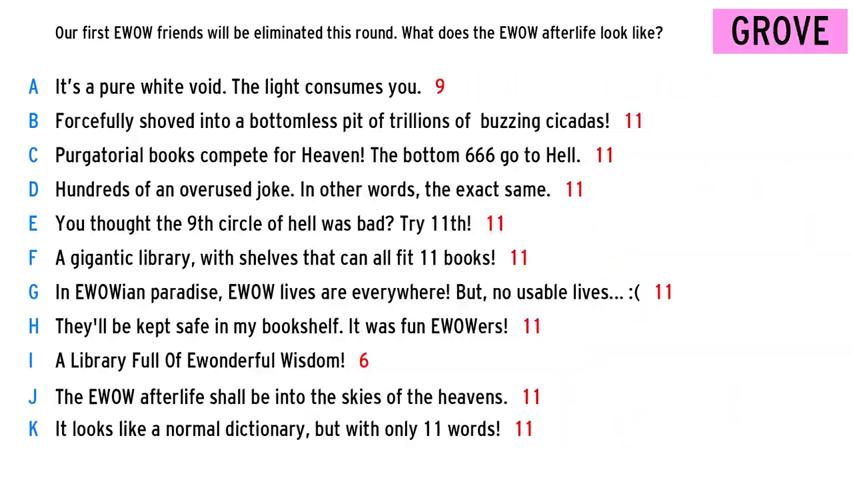 Our first EWOW friends will be eliminated this round. What does the EWOW afterlife look like?
GROVE
A It's a pure white void. The light consumes you. 9
B Forcefully shoved into a bottomless pit of trillions of buzzing cicadas! 11
C Purgatorial books compete for Heaven! The bottom 666 go to Hell. 11
D Hundreds of an overused joke. In other words, the exact same. 11
E You thought the 9th circle of hell was bad? Try 11th! 11
F A gigantic library, with shelves that can all fit 11 books! 11
G In EWOWian paradise, EWOW lives are everywhere! But, no usable lives... :( 11
H They'll be kept safe in my bookshelf. It was fun EWOWers! 11
I A Library Full Of Ewonderful Wisdom! 6
J The EWOW afterlife shall be into the skies of the heavens. 11
K It looks like a normal dictionary, but with only 11 words! 11